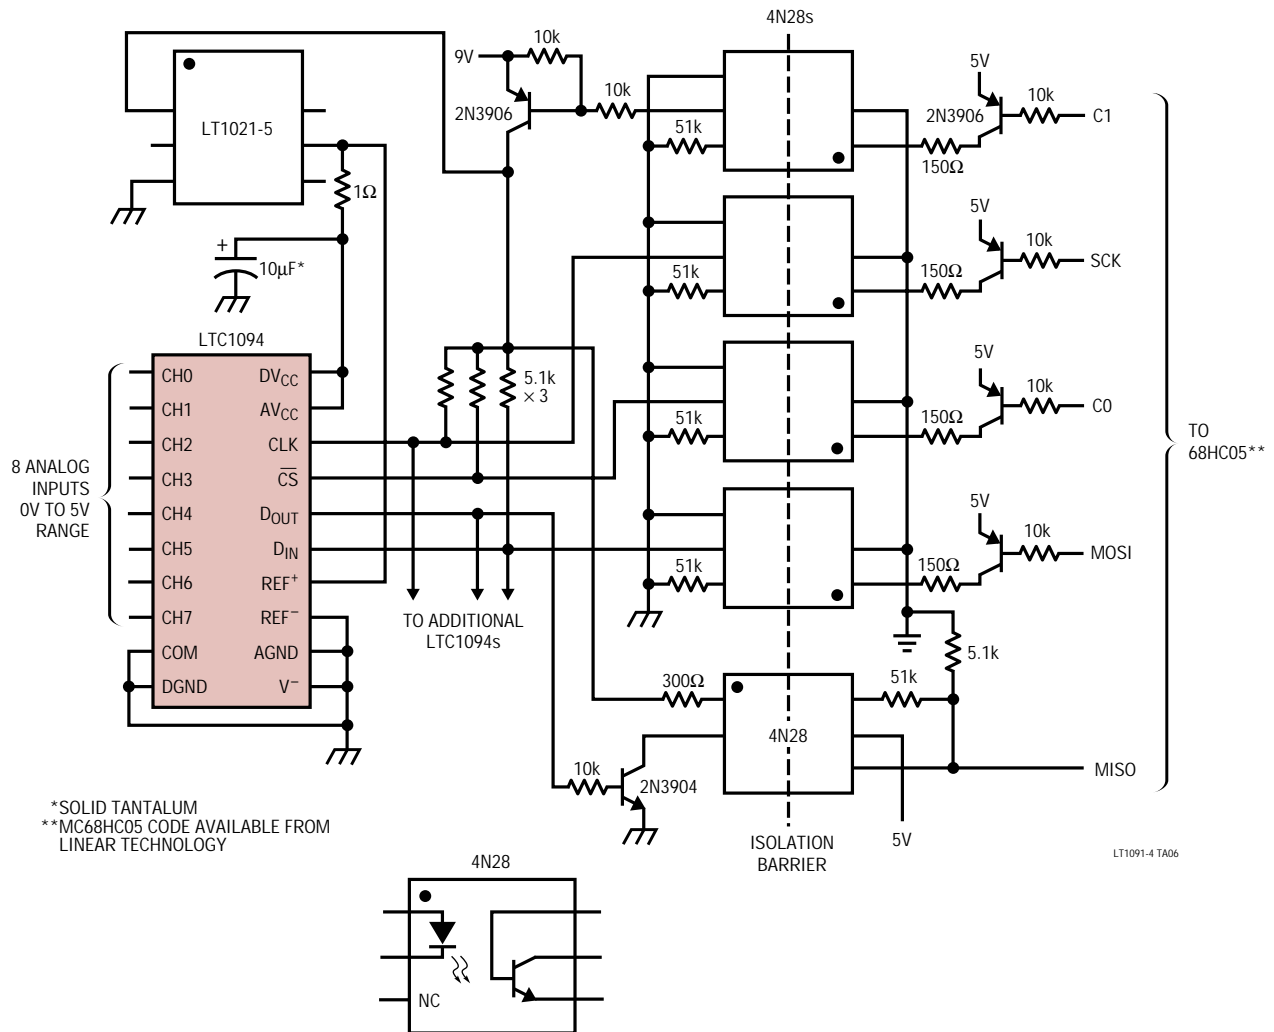 4N28s
10k
9V
5V
2N3906
10k
2N3906
10k
C1
LT1021-5
51k
150Ω
1Ω
5V
10k
10µF*
51k
150Ω
SCK
LTC1094
CH0
DVCC
5.1k
× 3
5V
10k
CH1
AVCC
51k
150Ω
C0
CH2
CLK
TO
68HC05**
8 ANALOG
INPUTS
0V TO 5V
RANGE
CH3
CS
CH4
DOUT
5V
10k
CH5
DIN
51k
150Ω
MOSI
CH6
REF+
CH7
REF−
TO ADDITIONAL
LTC1094s
COM
AGND
5.1k
DGND
V−
300Ω
51k
4N28
10k
2N3904
MISO
*SOLID TANTALUM
**MC68HC05 CODE AVAILABLE FROM
LINEAR TECHNOLOGY
ISOLATION
BARRIER
5V
LT1091-4 TA06
4N28
NC